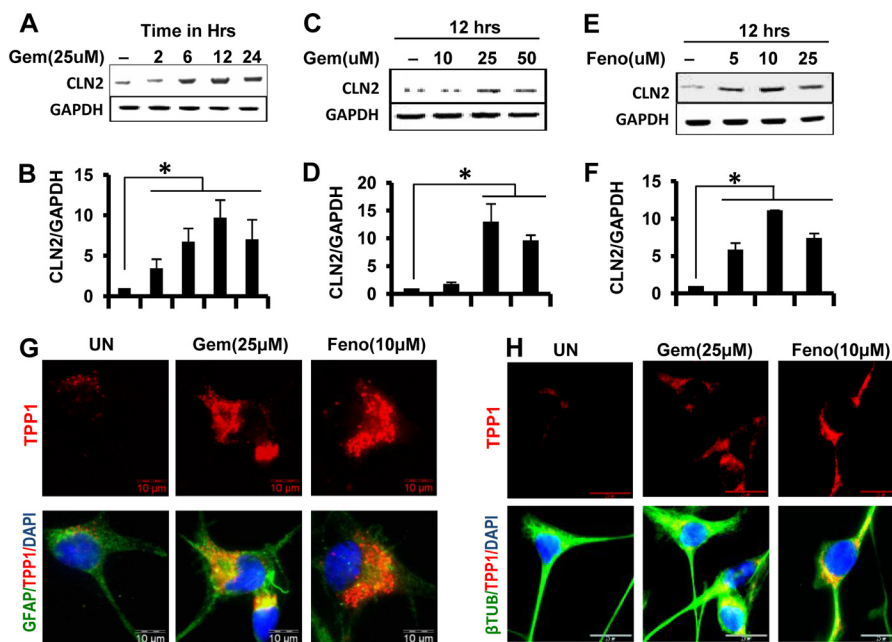 A
Time in Hrs
Gem(25uM) – 2 6 12 24
CLN2
GAPDH
C
12 hrs
Gem(uM) – 10 25 50
CLN2
GAPDH
E
12 hrs
Feno(uM) – 5 10 25
CLN2
GAPDH
B
CLN2/GAPDH
15
10
5
0
*
D
CLN2/GAPDH
20
15
10
5
0
*
F
CLN2/GAPDH
15
10
5
0
*
G
UN Gem(25µM) Feno(10µM)
TPP1
10 µm 10 µm 10 µm
GFAP/TPP1/DAPI
10 µm 10 µm 10 µm
H
UN Gem(25µM) Feno(10µM)
TPP1
βTUB/TPP1/DAPI